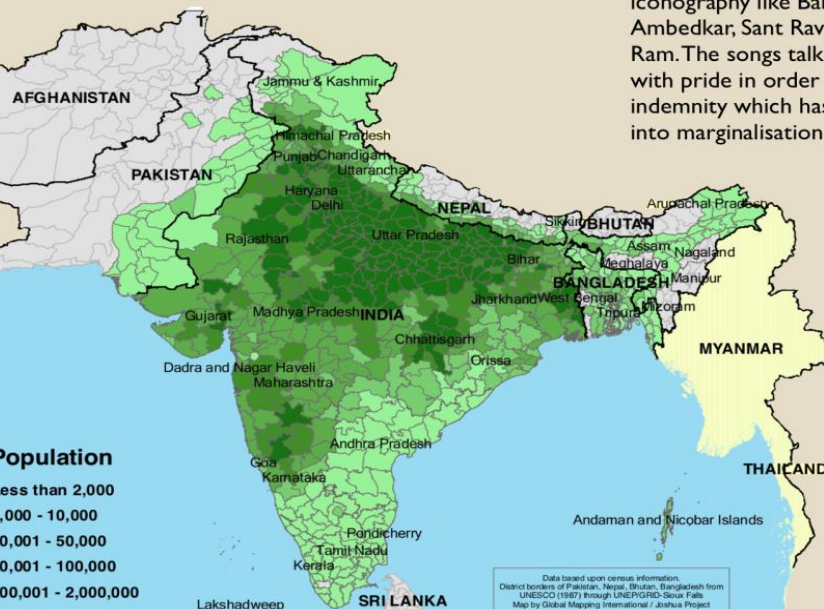 Iconography like
Ambedkar, Sant
Ram. The songs talk
with pride in order
indemnity which
into marginalisation
AFGHANISTAN
PAKISTAN
Jammu & Kashmir
Himachal Pradesh
Punjab Chandigarh
Uttaranchal
Haryana
Delhi
NEPAL
Sikkim
BHUTAN
Arunachal Pradesh
Rajasthan
Uttar Pradesh
Assam
Nagaland
Bihar
Meghalaya
BANGLADESH
Manipur
Jharkhand West Bengal
Tripura
Mizoram
Gujarat
Madhya Pradesh
INDIA
Chhattisgarh
MYANMAR
Orissa
Dadra and Nagar Haveli
Maharashtra
Andhra Pradesh
Population
ess than 2,000
,000 - 10,000
0,001 - 50,000
0,001 - 100,000
00,001 - 2,000,000
Goa
Karnataka
THAILAND
Andaman and Nicobar Islands
Pondicherry
Tamil Nadu
Kerala
Lakshadweep
SRI LANKA
Data based upon census information.
District borders of Pakistan, Nepal, Bhutan, Bangladesh from
UNESCO (1987) through UNEP/GRID-Sioux Falls
Map by Global Mapping International / Joshua Project